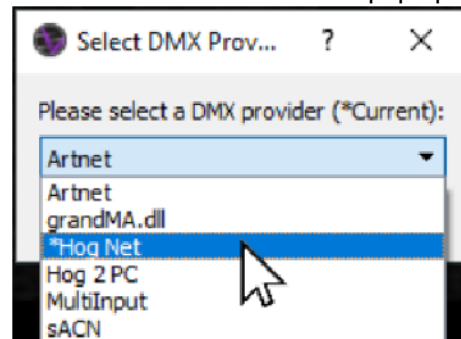 Select DMX Prov... ?
Please select a DMX provider (*Current):
Artnet
Artnet
grandMA.dll
*Hog Net
Hog 2 PC
MultiInput
sACN